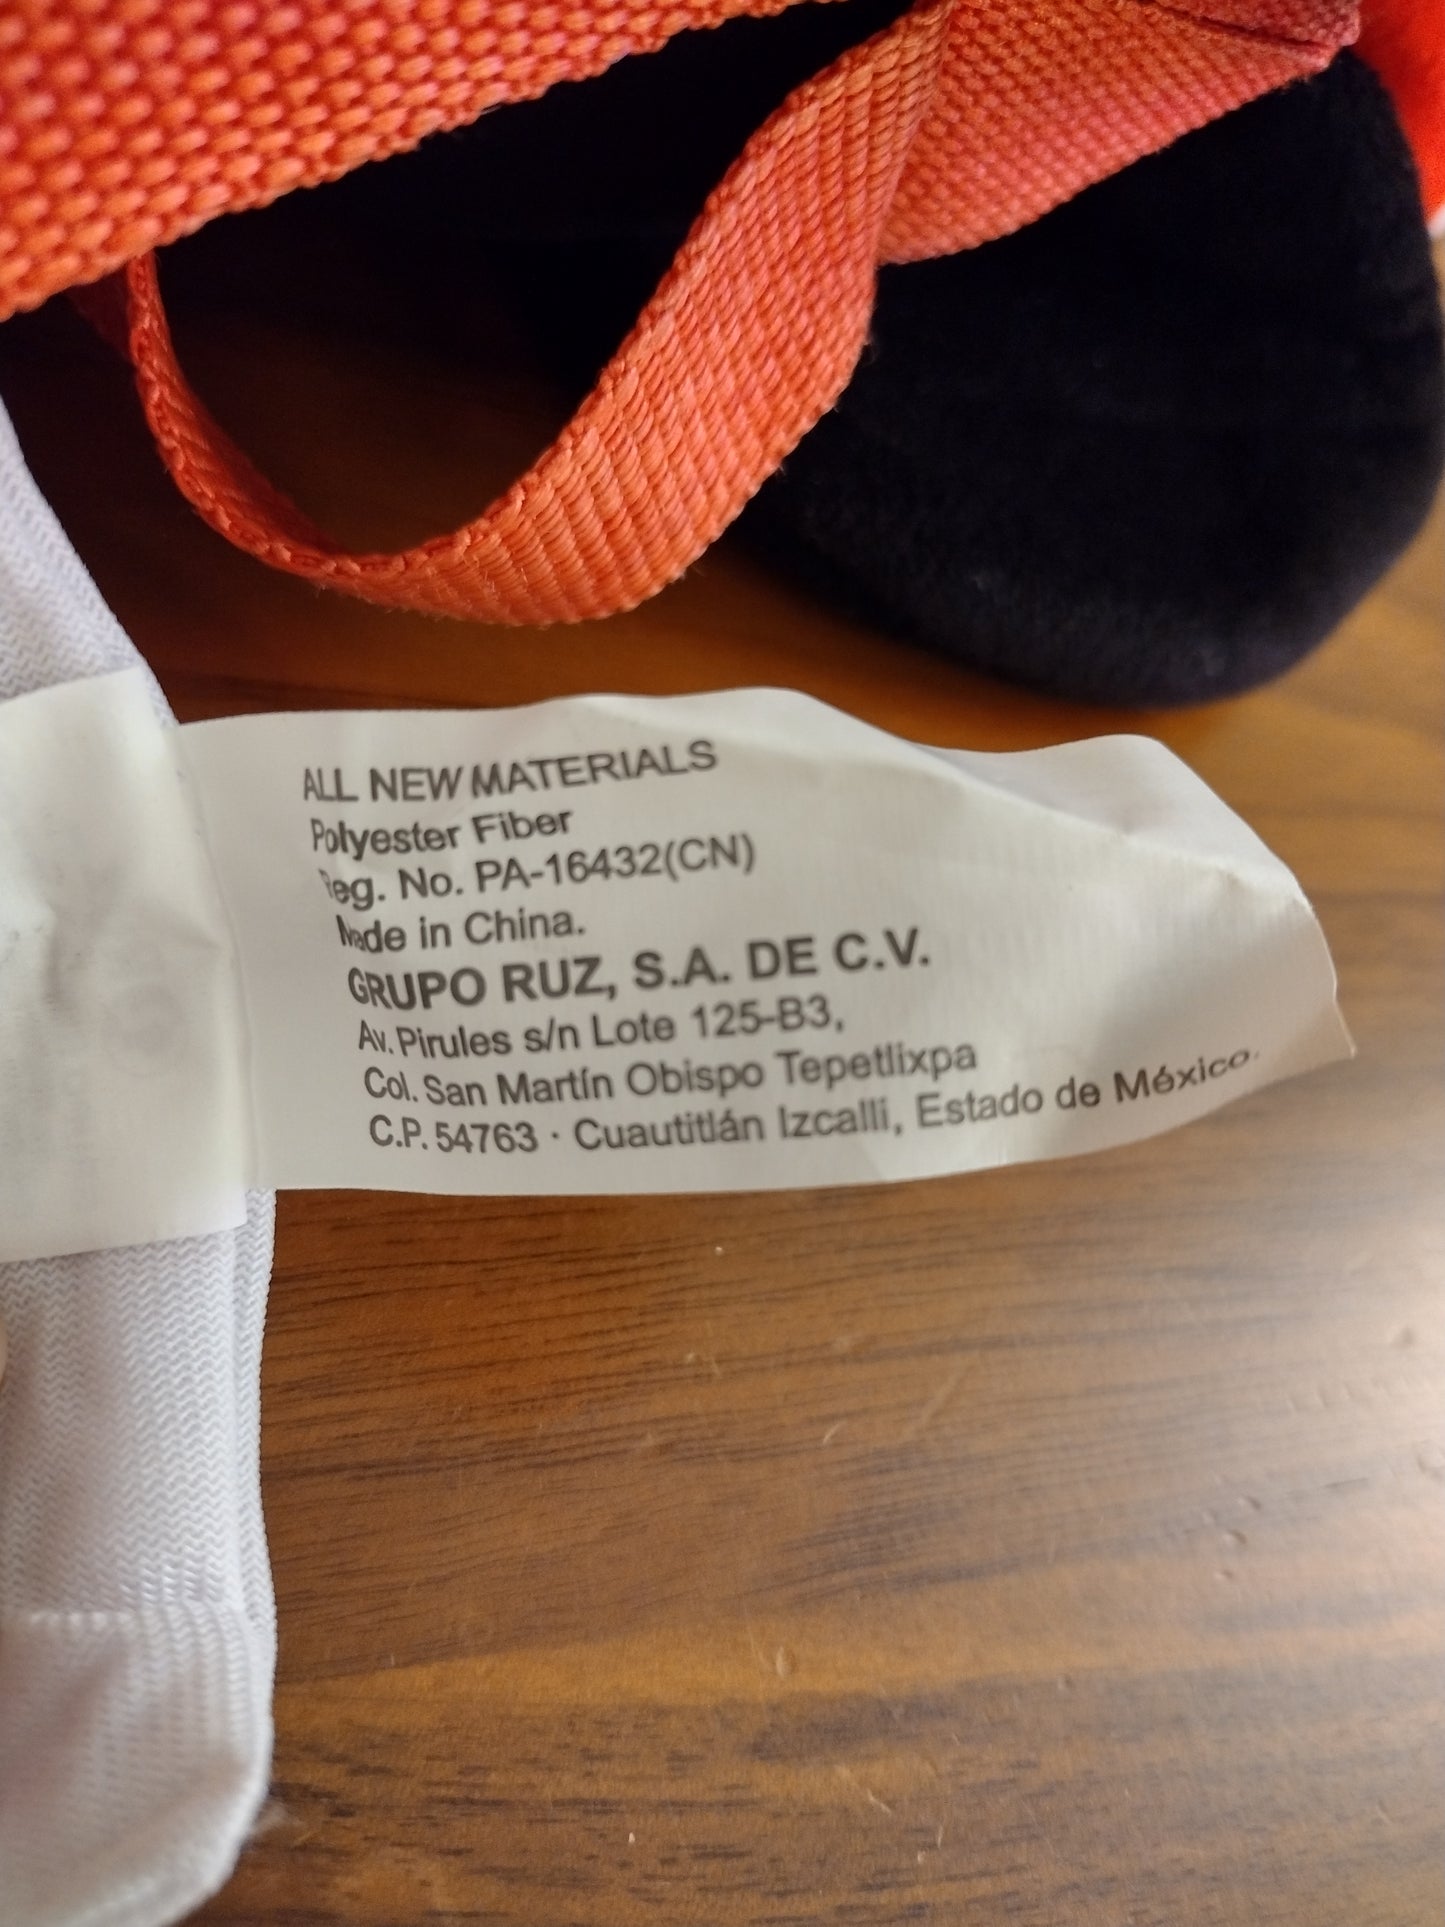 ALL NEW MATERIALS
Polyester Fiber
Reg. No. PA-16432(CN)
Made in China.
GRUPO RUZ, S.A. DE C.V.
Av. Pirules s/n Lote 125-B3,
Col. San Martín Obispo Tepetlixpa
C.P. 54763 · Cuautitlán Izcalli, Estado de México.